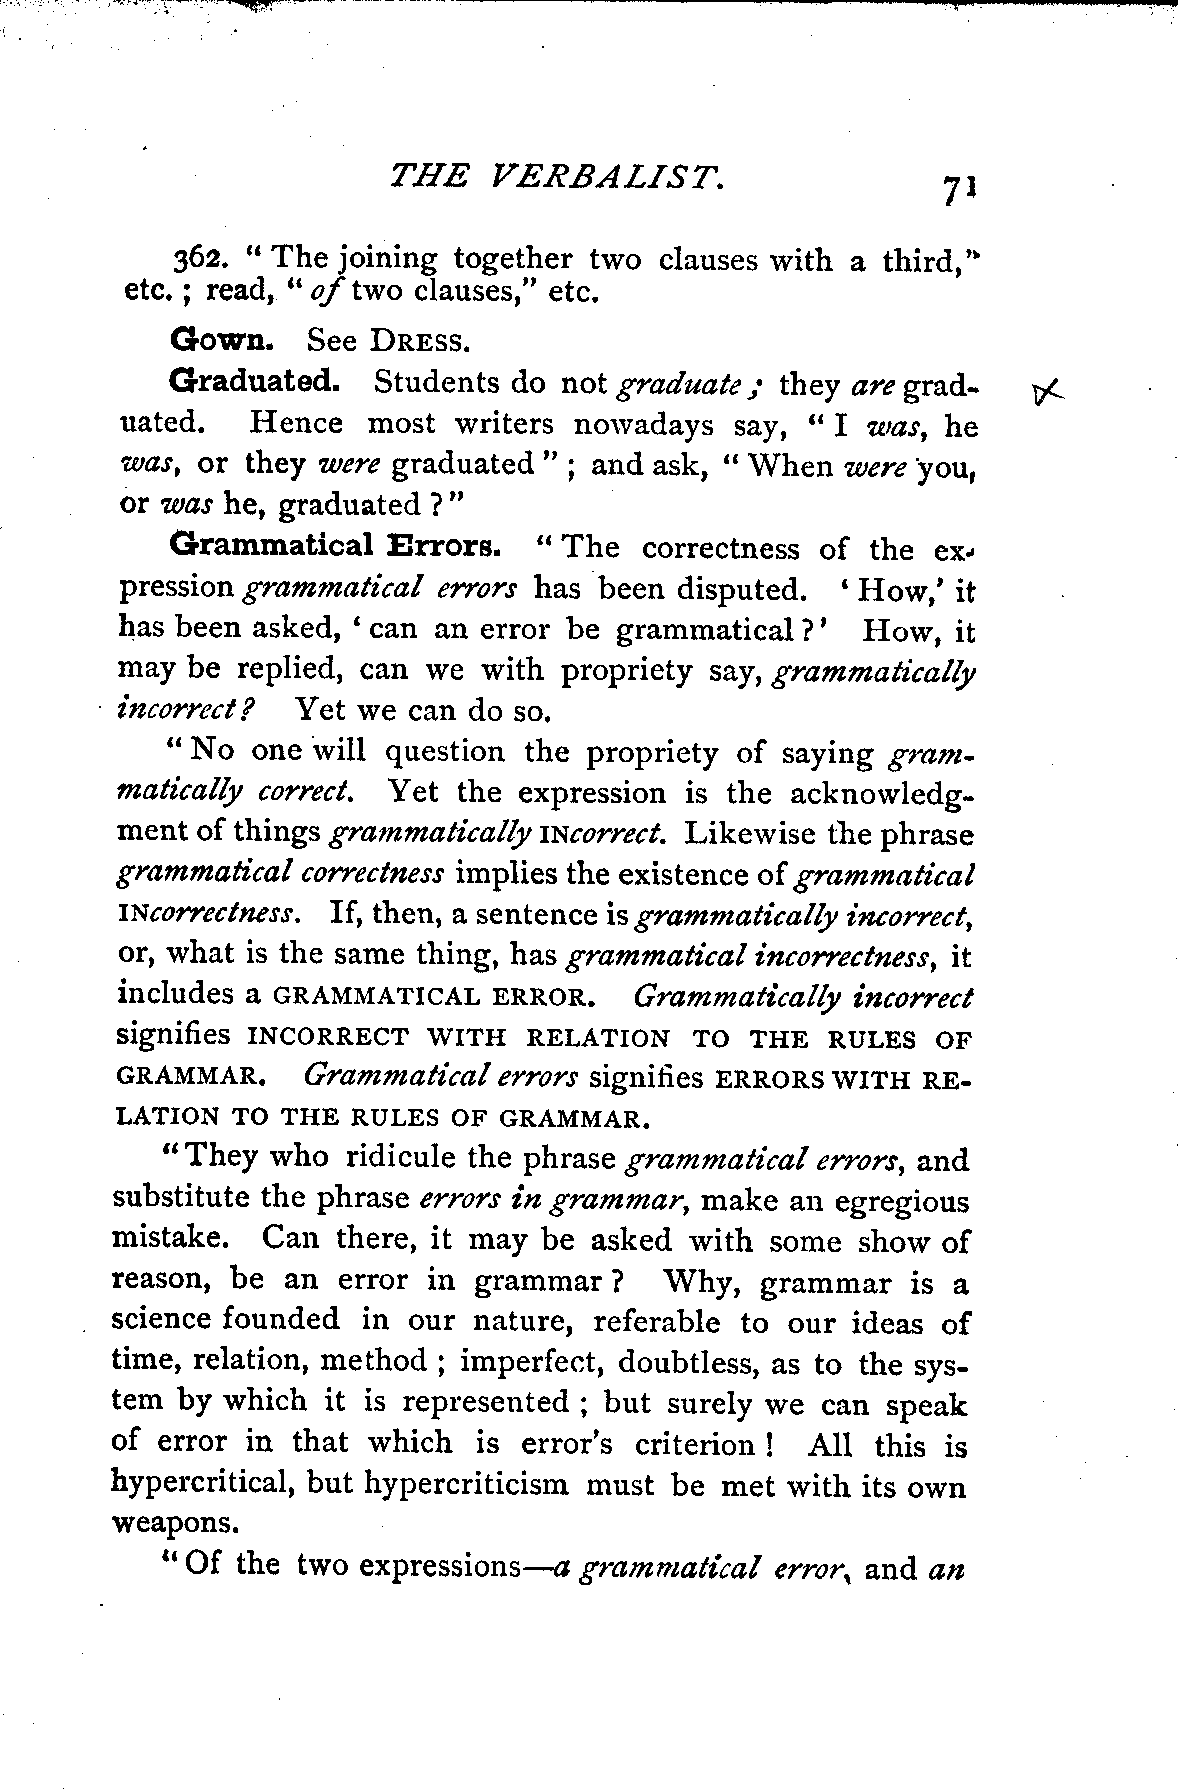 THE VERBALIST. 71
362. " The joining together two clauses with a third,"
etc. ; read, " of two clauses," etc.
Gown. See DRESS.
Graduated. Students do not graduate ; they are grad-
uated. Hence most writers nowadays say, " I was, he
was, or they were graduated " ; and ask, " When were you,
or was he, graduated ? "
Grammatical Errors. " The correctness of the ex-
pression grammatical errors has been disputed. ' How,' it
has been asked, ' can an error be grammatical ? ' How, it
may be replied, can we with propriety say, grammatically
incorrect ? Yet we can do so.
" No one will question the propriety of saying gram-
matically correct. Yet the expression is the acknowledg-
ment of things grammatically INcorrect. Likewise the phrase
grammatical correctness implies the existence of grammatical
INcorrectness. If, then, a sentence is grammatically incorrect,
or, what is the same thing, has grammatical incorrectness, it
includes a GRAMMATICAL ERROR. Grammatically incorrect
signifies INCORRECT WITH RELATION TO THE RULES OF
GRAMMAR. Grammatical errors signifies ERRORS WITH RE-
LATION TO THE RULES OF GRAMMAR.
" They who ridicule the phrase grammatical errors, and
substitute the phrase errors in grammar, make an egregious
mistake. Can there, it may be asked with some show of
reason, be an error in grammar ? Why, grammar is a
science founded in our nature, referable to our ideas of
time, relation, method ; imperfect, doubtless, as to the sys-
tem by which it is represented ; but surely we can speak
of error in that which is error's criterion ! All this is
hypercritical, but hypercriticism must be met with its own
weapons.
" Of the two expressions—a grammatical error, and an